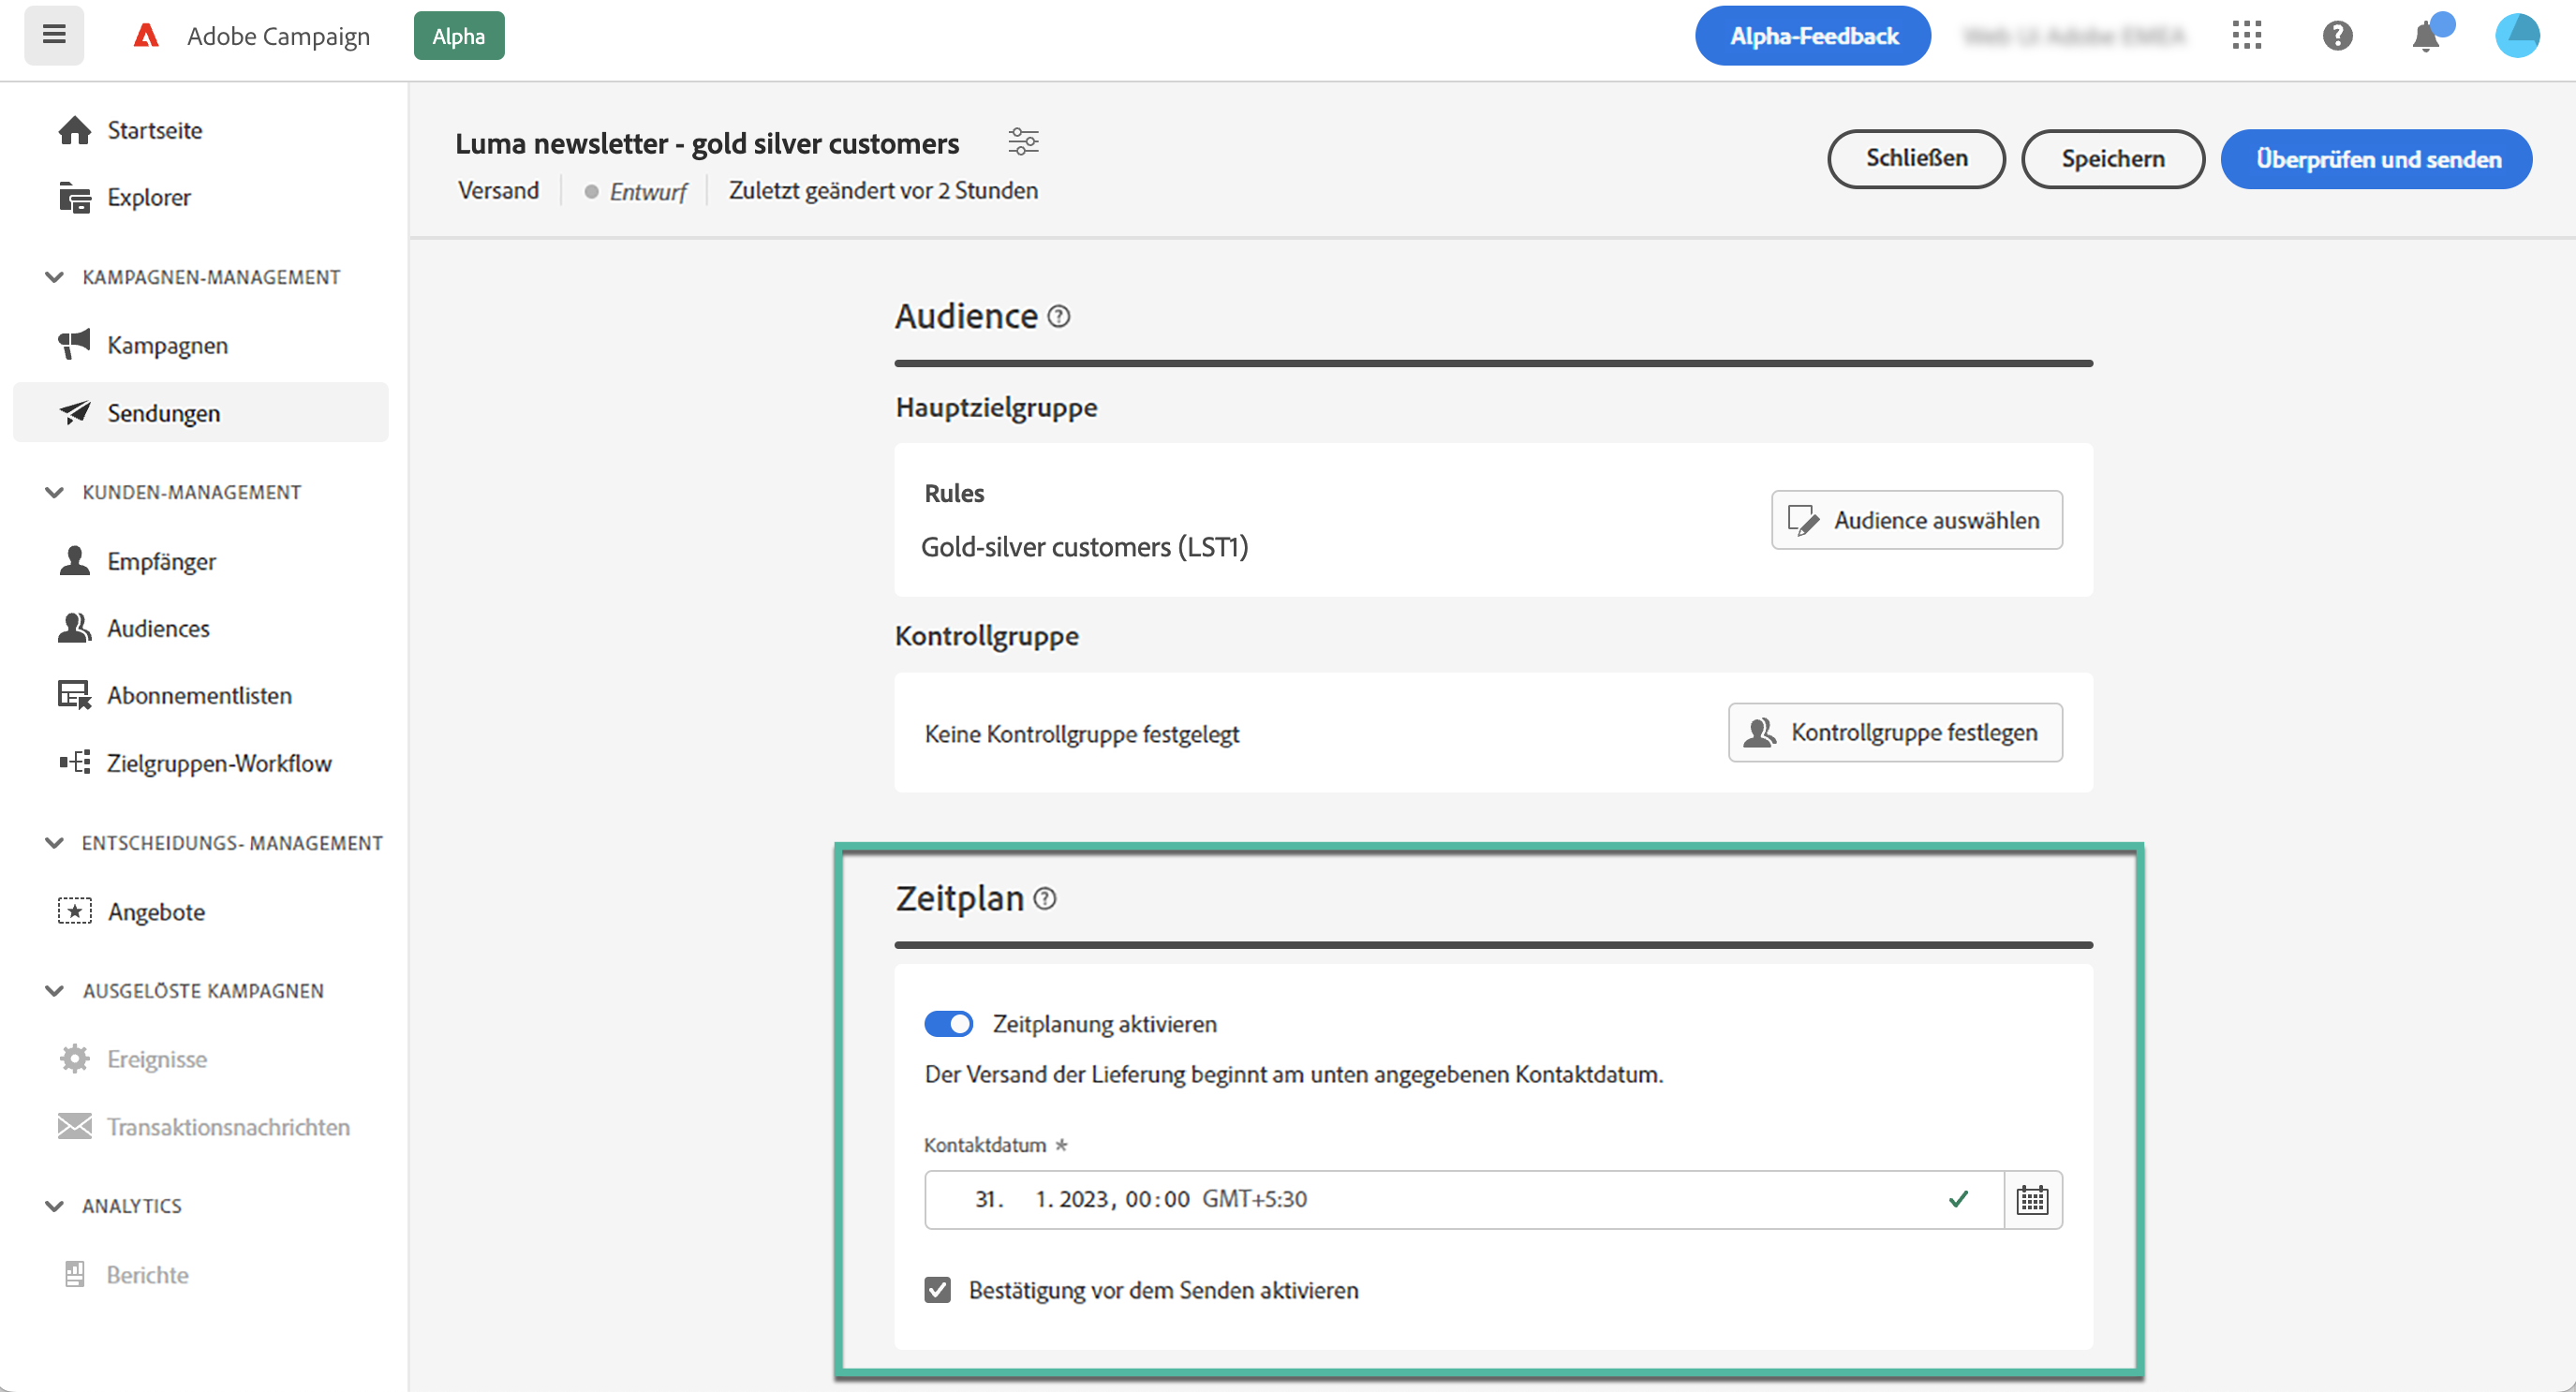 Adobe Campaign
Alpha
Alpha-Feedback
Startseite
Explorer
KAMPAGNEN-MANAGEMENT
Kampagnen
Sendungen
KUNDEN-MANAGEMENT
Empfänger
Audiences
Abonnementlisten
Zielgruppen-Workflow
ENTSCHEIDUNGS- MANAGEMENT
Angebote
AUSGELÖSTE KAMPAGNEN
Ereignisse
Transaktionsnachrichten
ANALYTICS
Berichte
Luma newsletter - gold silver customers
Versand
Entwurf
Zuletzt geändert vor 2 Stunden
Schließen
Speichern
Überprüfen und senden
Audience
Hauptzielgruppe
Rules
Gold-silver customers (LST1)
Audience auswählen
Kontrollgruppe
Keine Kontrollgruppe festgelegt
Kontrollgruppe festlegen
Zeitplan
Zeitplanung aktivieren
Der Versand der Lieferung beginnt am unten angegebenen Kontaktdatum.
Kontaktdatum *
31. 1. 2023, 00:00 GMT+5:30
Bestätigung vor dem Senden aktivieren